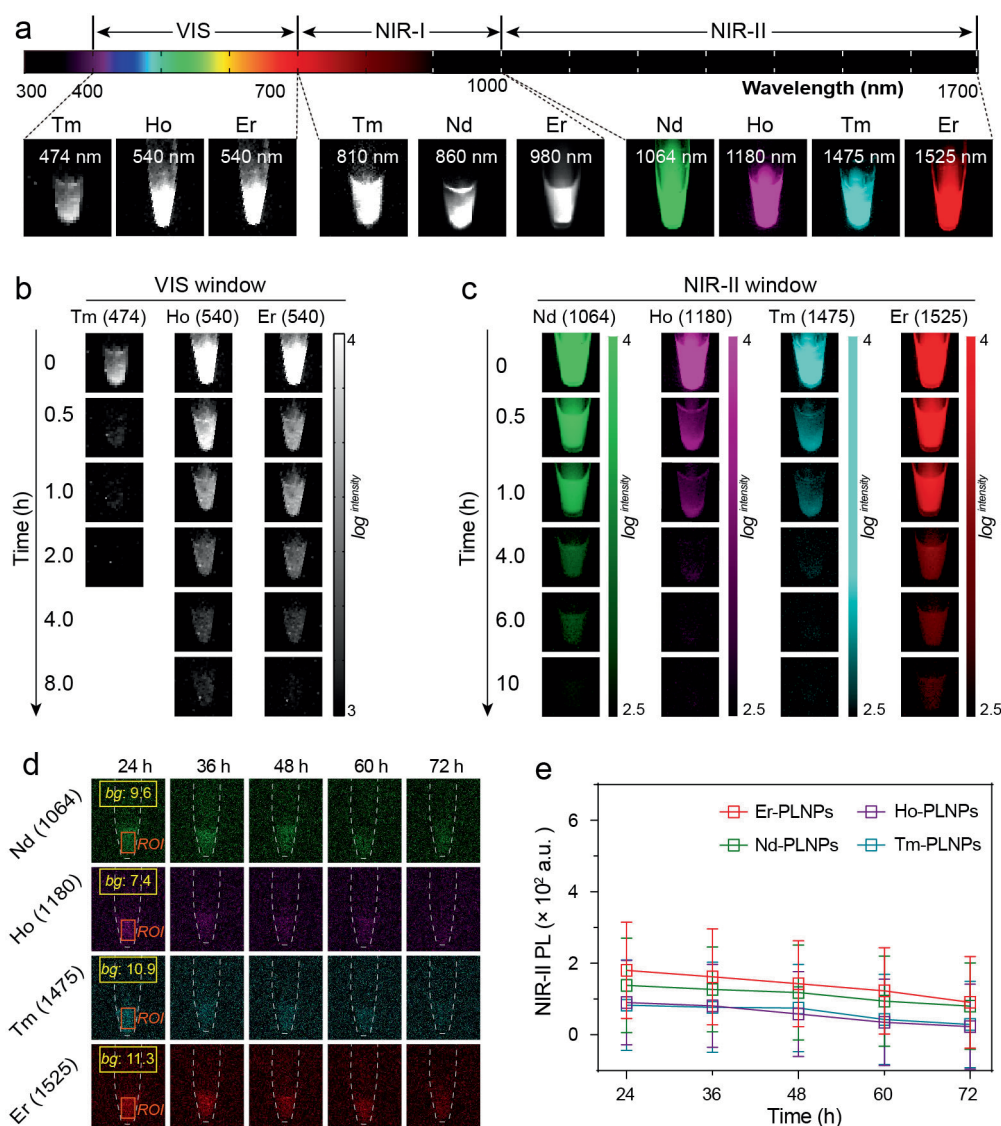 a
VIS
NIR-I
NIR-II
300
400
700
1000
Wavelength (nm)
1700
Tm
Ho
Er
Tm
Nd
Er
Nd
Ho
Tm
Er
474 nm
540 nm
540 nm
810 nm
860 nm
980 nm
1064 nm
1180 nm
1475 nm
1525 nm
b
VIS window
Tm (474)
Ho (540)
Er (540)
Time (h)
0
0.5
1.0
2.0
4.0
8.0
4
log intensity
3
c
NIR-II window
Nd (1064)
Ho (1180)
Tm (1475)
Er (1525)
Time (h)
0
0.5
1.0
4.0
6.0
10
4
log intensity
2.5
4
log intensity
2.5
4
log intensity
2.5
4
log intensity
2.5
d
24 h
36 h
48 h
60 h
72 h
Nd (1064)
bg: 9.6
ROI
Ho (1180)
bg: 7.4
ROI
Tm (1475)
bg: 10.9
ROI
Er (1525)
bg: 11.3
ROI
e
Er-PLNPs
Ho-PLNPs
Nd-PLNPs
Tm-PLNPs
NIR-II PL (× 10² a.u.)
6
4
2
0
24
36
48
60
72
Time (h)